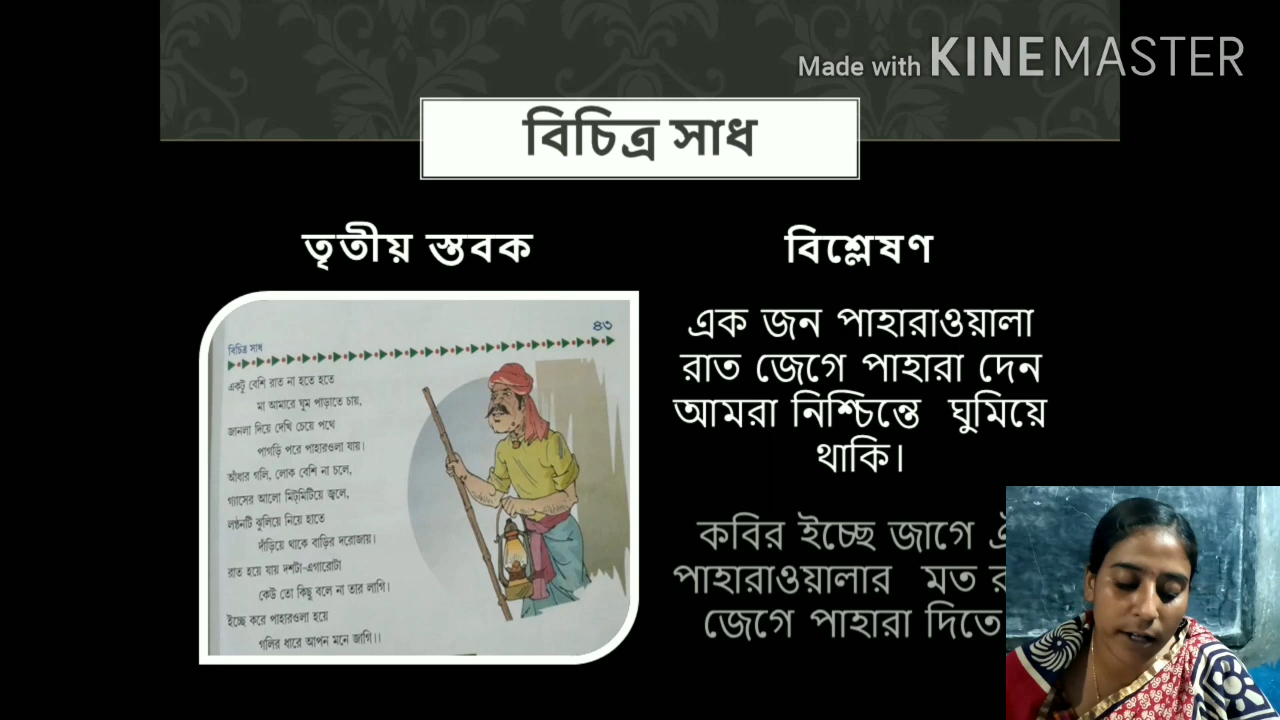 Made with KINEMASTER
বিচিত্র সাধ
তৃতীয় স্তবক
৪৩
বিচিত্র সাধ
একটু বেশি রাত না হতে হতে
মা আমারে ঘুম পাড়াতে চায়,
জানলা দিয়ে দেখি চেয়ে পথে
পাগড়ি পরে পাহারওলা যায়।
আঁধার গলি, লোক বেশি না চলে,
গ্যাসের আলো মিট্‌মিটিয়ে জ্বলে,
লণ্ঠনটি ঝুলিয়ে নিয়ে হাতে
দাঁড়িয়ে থাকে বাড়ির দরোজায়।
রাত হয়ে যায় দশটা-এগারোটা
কেউ তো কিছু বলে না তার লাগি।
ইচ্ছে করে পাহারওলা হয়ে
গলির ধারে আপন মনে জাগি।।
বিশ্লেষণ
এক জন পাহারাওয়ালা
রাত জেগে পাহারা দেন
আমরা নিশ্চিন্তে ঘুমিয়ে
থাকি।
কবির ইচ্ছে জাগে
পাহারাওয়ালার মত
জেগে পাহারা দিতে